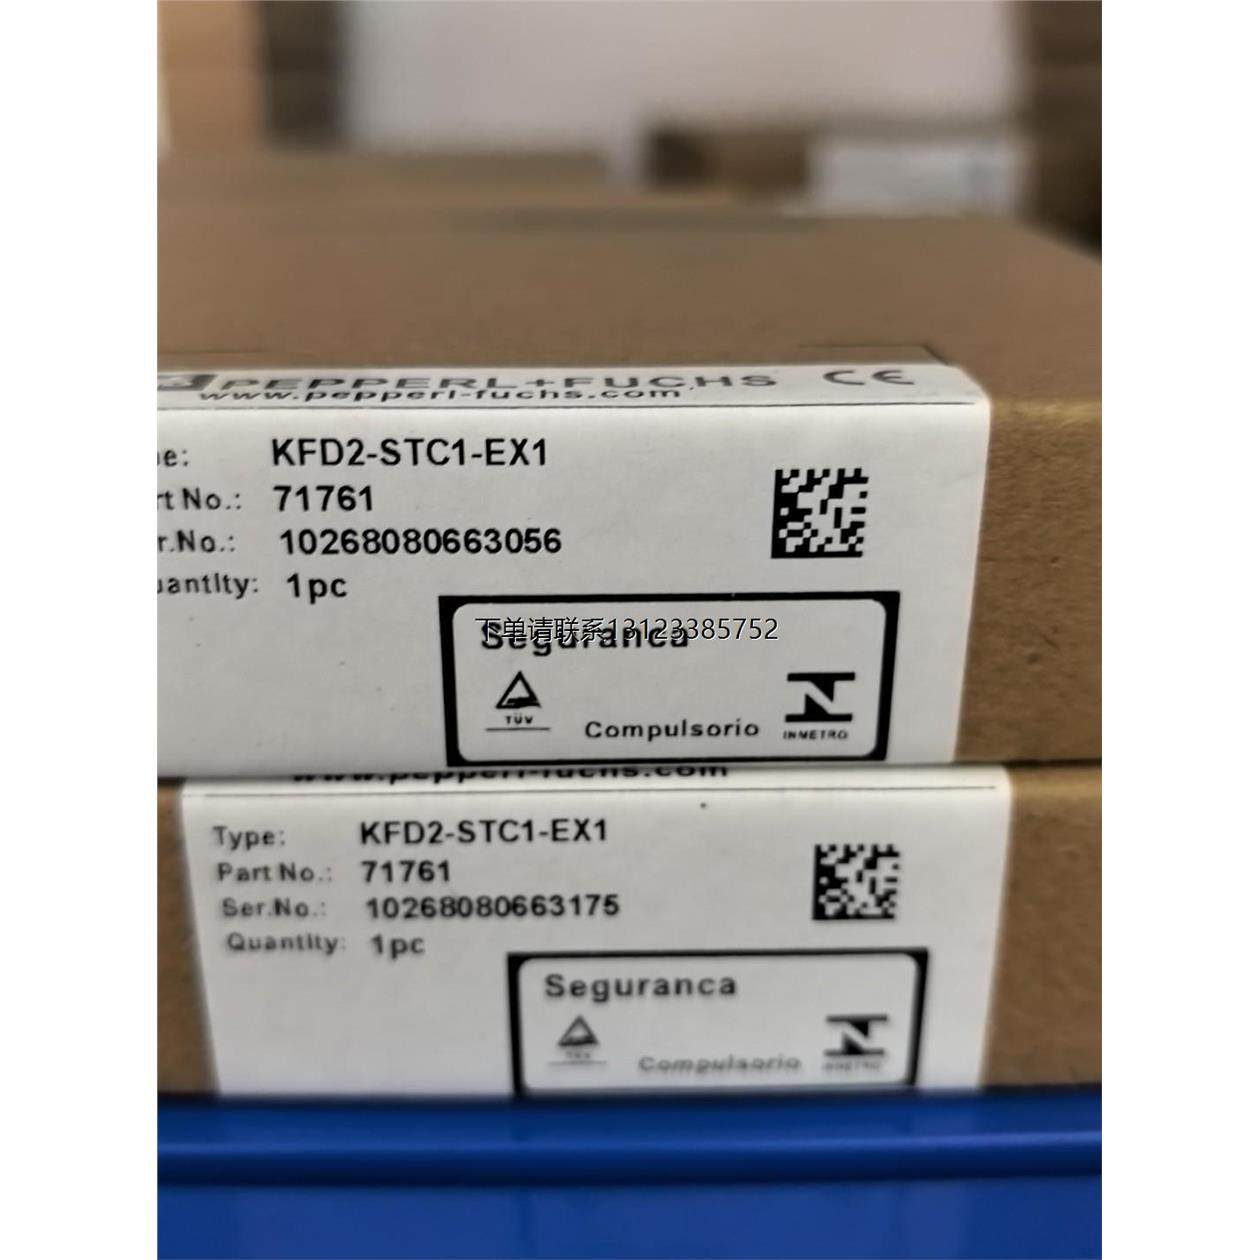 PEPPERL+FUCHS CE
www.pepperl-fuchs.com
e: KFD2-STC1-EX1
rt No.: 71761
r.No.: 10268080663056
uantity: 1pc
下单请联系13123385752
Seguranca
TÜV Compulsorio INMETRO
www.pepperl-fuchs.com
Type: KFD2-STC1-EX1
Part No.: 71761
Ser.No.: 10268080663175
Quantity: 1pc
Seguranca
TÜV Compulsorio INMETRO